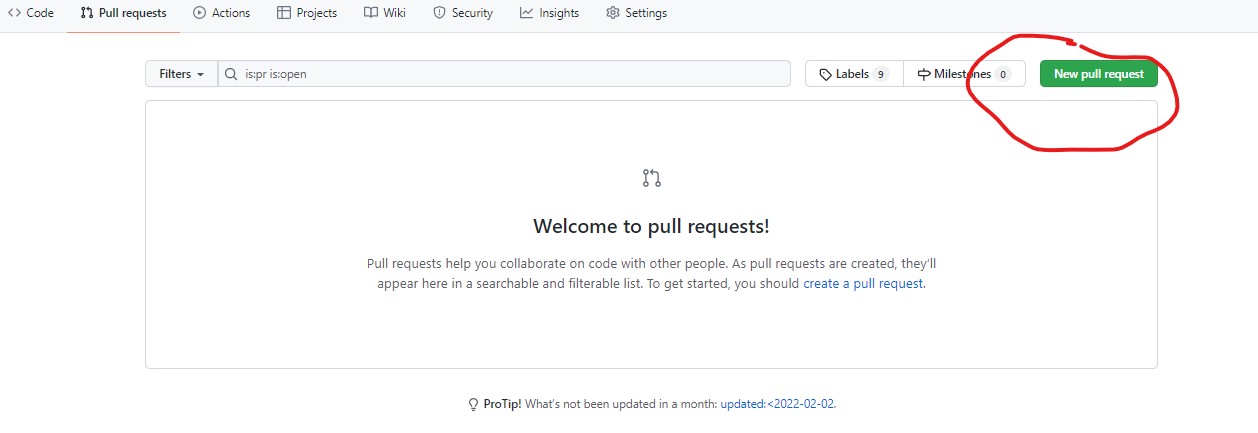 Code Pull requests Actions Projects Wiki Security Insights Settings
Filters is:pr is:open Labels 9 Milestones 0 New pull request
Welcome to pull requests!
Pull requests help you collaborate on code with other people. As pull requests are created, they'll
appear here in a searchable and filterable list. To get started, you should create a pull request.
ProTip! What's not been updated in a month: updated:<2022-02-02.